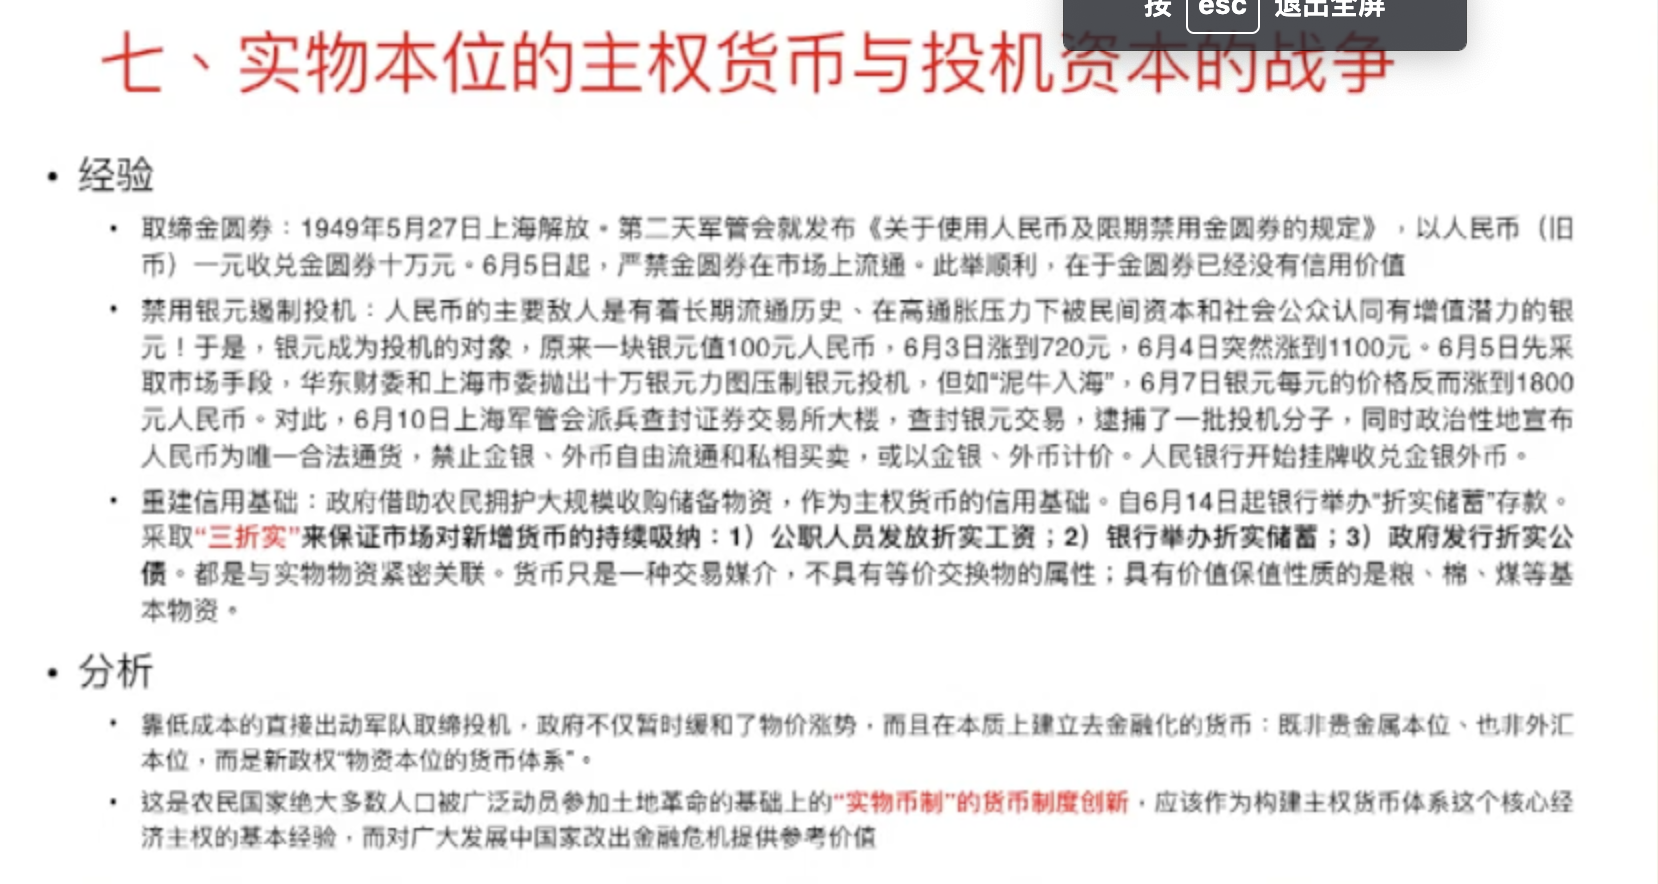 按 esc 退出全屏
七、实物本位的主权货币与投机资本的战争
• 经验
• 取缔金圆券：1949年5月27日上海解放。第二天军管会就发布《关于使用人民币及限期禁用金圆券的规定》，以人民币（旧
币）一元收兑金圆券十万元。6月5日起，严禁金圆券在市场上流通。此举顺利，在于金圆券已经没有信用价值
• 禁用银元遏制投机：人民币的主要敌人是有着长期流通历史、在高通胀压力下被民间资本和社会公众认同有增值潜力的银
元！于是，银元成为投机的对象，原来一块银元值100元人民币，6月3日涨到720元，6月4日突然涨到1100元。6月5日先采
取市场手段，华东财委和上海市委抛出十万银元力图压制银元投机，但如“泥牛入海”，6月7日银元每元的价格反而涨到1800
元人民币。对此，6月10日上海军管会派兵查封证券交易所大楼，查封银元交易，逮捕了一批投机分子，同时政治性地宣布
人民币为唯一合法通货，禁止金银、外币自由流通和私相买卖，或以金银、外币计价。人民银行开始挂牌收兑金银外币。
• 重建信用基础：政府借助农民拥护大规模收购储备物资，作为主权货币的信用基础。自6月14日起银行举办“折实储蓄”存款。
采取“三折实”来保证市场对新增货币的持续吸纳：1）公职人员发放折实工资；2）银行举办折实储蓄；3）政府发行折实公
债。都是与实物物资紧密关联。货币只是一种交易媒介，不具有等价交换物的属性；具有价值保值性质的是粮、棉、煤等基
本物资。
• 分析
• 靠低成本的直接出动军队取缔投机，政府不仅暂时缓和了物价涨势，而且在本质上建立去金融化的货币：既非贵金属本位、也非外汇
本位，而是新政权“物资本位的货币体系”。
• 这是农民国家绝大多数人口被广泛动员参加土地革命的基础上的“实物币制”的货币制度创新，应该作为构建主权货币体系这个核心经
济主权的基本经验，而对广大发展中国家改出金融危机提供参考价值